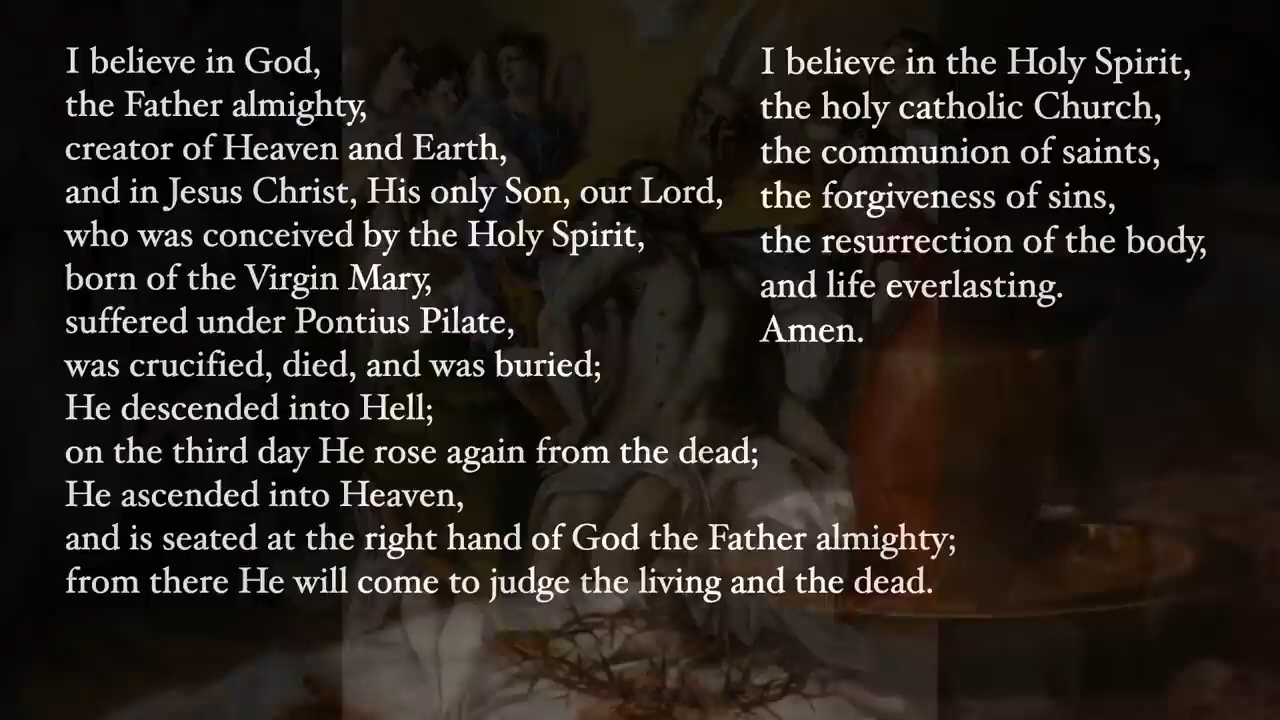 I believe in God,
the Father almighty,
creator of Heaven and Earth,
and in Jesus Christ, His only Son, our Lord,
who was conceived by the Holy Spirit,
born of the Virgin Mary,
suffered under Pontius Pilate,
was crucified, died, and was buried;
He descended into Hell;
on the third day He rose again from the dead;
He ascended into Heaven,
and is seated at the right hand of God the Father almighty;
from there He will come to judge the living and the dead.
I believe in the Holy Spirit,
the holy catholic Church,
the communion of saints,
the forgiveness of sins,
the resurrection of the body,
and life everlasting.
Amen.